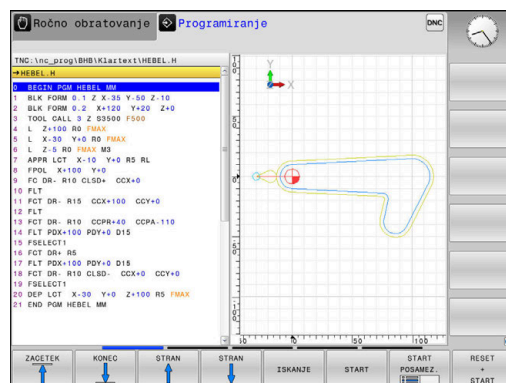 Ročno obratovanje
Programiranje
DNC
TNC:\nc_prog\BHB\Klartext\HEBEL.H
→HEBEL.H
0 BEGIN PGM HEBEL MM
1 BLK FORM 0.1 Z X-35 Y-50 Z-10
2 BLK FORM 0.2 X+120 Y+20 Z+0
3 TOOL CALL 3 Z S3500 F500
4 L Z+100 R0 FMAX
5 L X-30 Y+0 R0 FMAX
6 L Z-5 R0 FMAX M3
7 APPR LCT X-10 Y+0 R5 RL
8 FPOL X+100 Y+0
9 FC DR- R10 CLSD+ CCX+0
10 FLT
11 FCT DR- R15 CCX+100 CCY+0
12 FLT
13 FCT DR- R10 CCPR+40 CCPA-110
14 FLT PDX+100 PDY+0 D15
15 FSELECT1
16 FCT DR+ R5
17 FLT PDX+100 PDY+0 D15
18 FCT DR- R10 CLSD- CCX+0 CCY+0
19 FSELECT1
20 DEP LCT X-30 Y+0 Z+100 R5 FMAX
21 END PGM HEBEL MM
Y
X
0
50
100
ZACETEK
KONEC
STRAN
STRAN
ISKANJE
START
START
POSAMEZ.
RESET
+
START